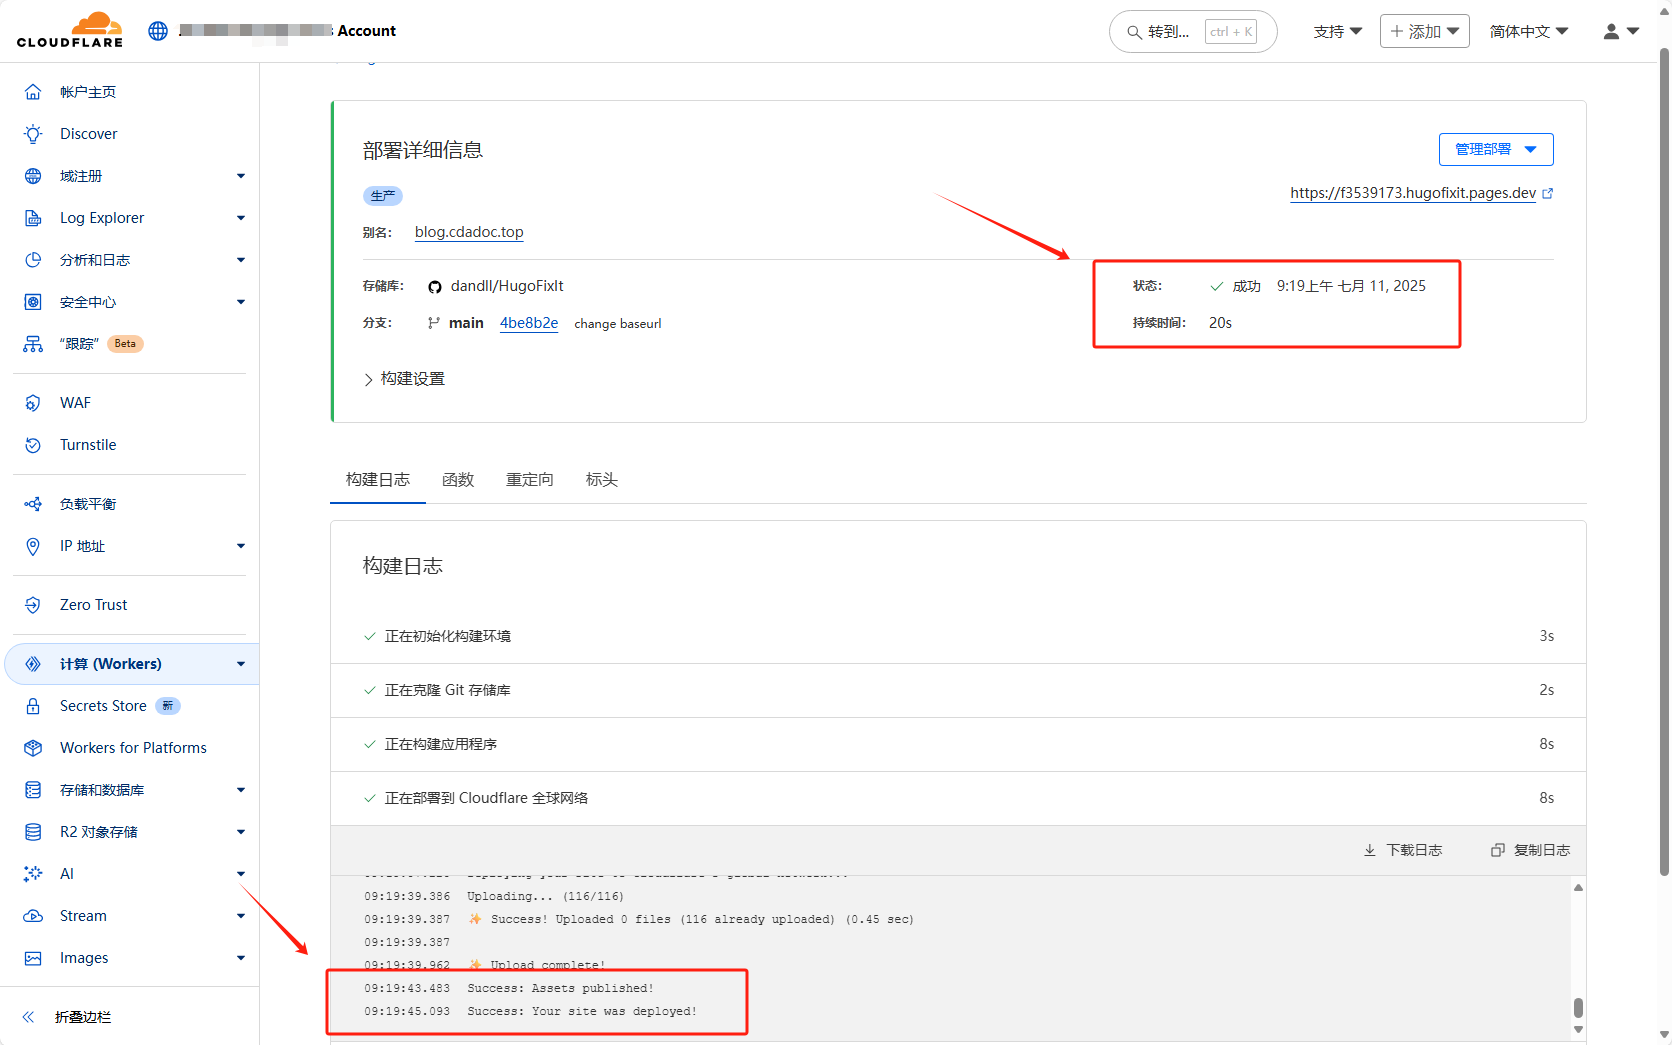 CLOUDFLARE
Account
转到... ctrl + K
支持
添加
简体中文
帐户主页
Discover
域注册
Log Explorer
分析和日志
安全中心
“跟踪” Beta
WAF
Turnstile
负载平衡
IP 地址
Zero Trust
计算 (Workers)
Secrets Store 新
Workers for Platforms
存储和数据库
R2 对象存储
AI
Stream
Images
折叠边栏
部署详细信息
管理部署
生产
https://f3539173.hugofixit.pages.dev
别名: blog.cdadoc.top
存储库: dandll/HugoFixIt
状态: 成功 9:19上午 七月 11, 2025
分支: main 4be8b2e change baseurl
持续时间: 20s
构建设置
构建日志 函数 重定向 标头
构建日志
正在初始化构建环境 3s
正在克隆 Git 存储库 2s
正在构建应用程序 8s
正在部署到 Cloudflare 全球网络 8s
下载日志 复制日志
09:19:39.386 Uploading... (116/116)
09:19:39.387 ✨ Success! Uploaded 0 files (116 already uploaded) (0.45 sec)
09:19:39.387
09:19:39.962 ✨ Upload complete!
09:19:43.483 Success: Assets published!
09:19:45.093 Success: Your site was deployed!